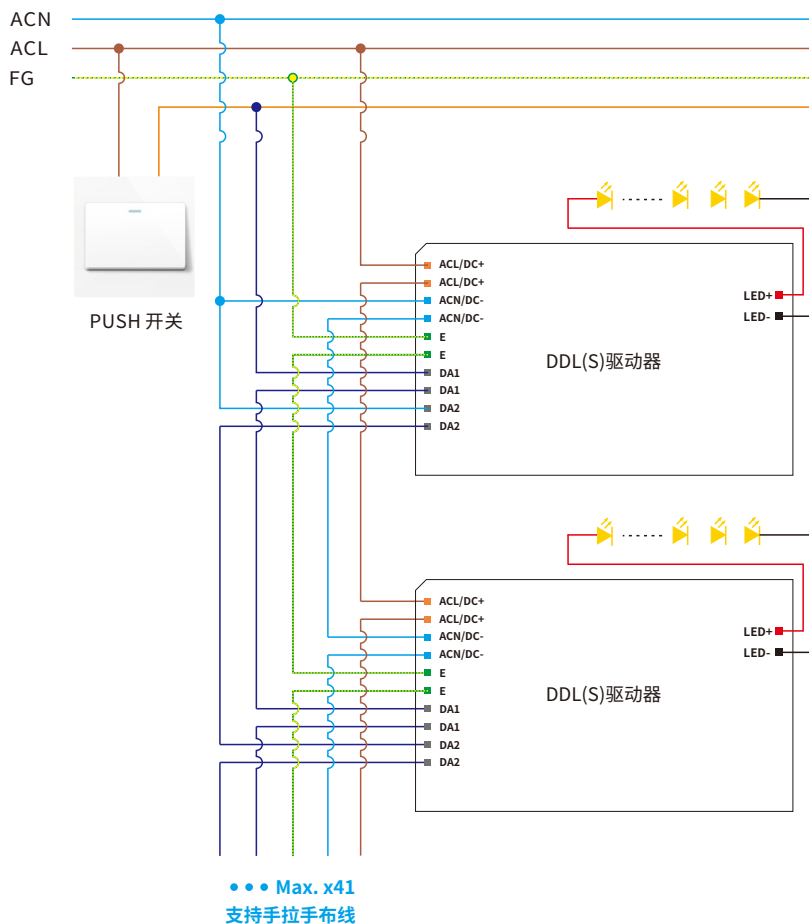 ACN
ACL
FG
PUSH 开关
ACL/DC+
ACL/DC+
ACN/DC-
ACN/DC-
E
E
DA1
DA1
DA2
DA2
LED+
LED-
DDL(S)驱动器
ACL/DC+
ACL/DC+
ACN/DC-
ACN/DC-
E
E
DA1
DA1
DA2
DA2
LED+
LED-
DDL(S)驱动器
••• Max. x41
支持手拉手布线